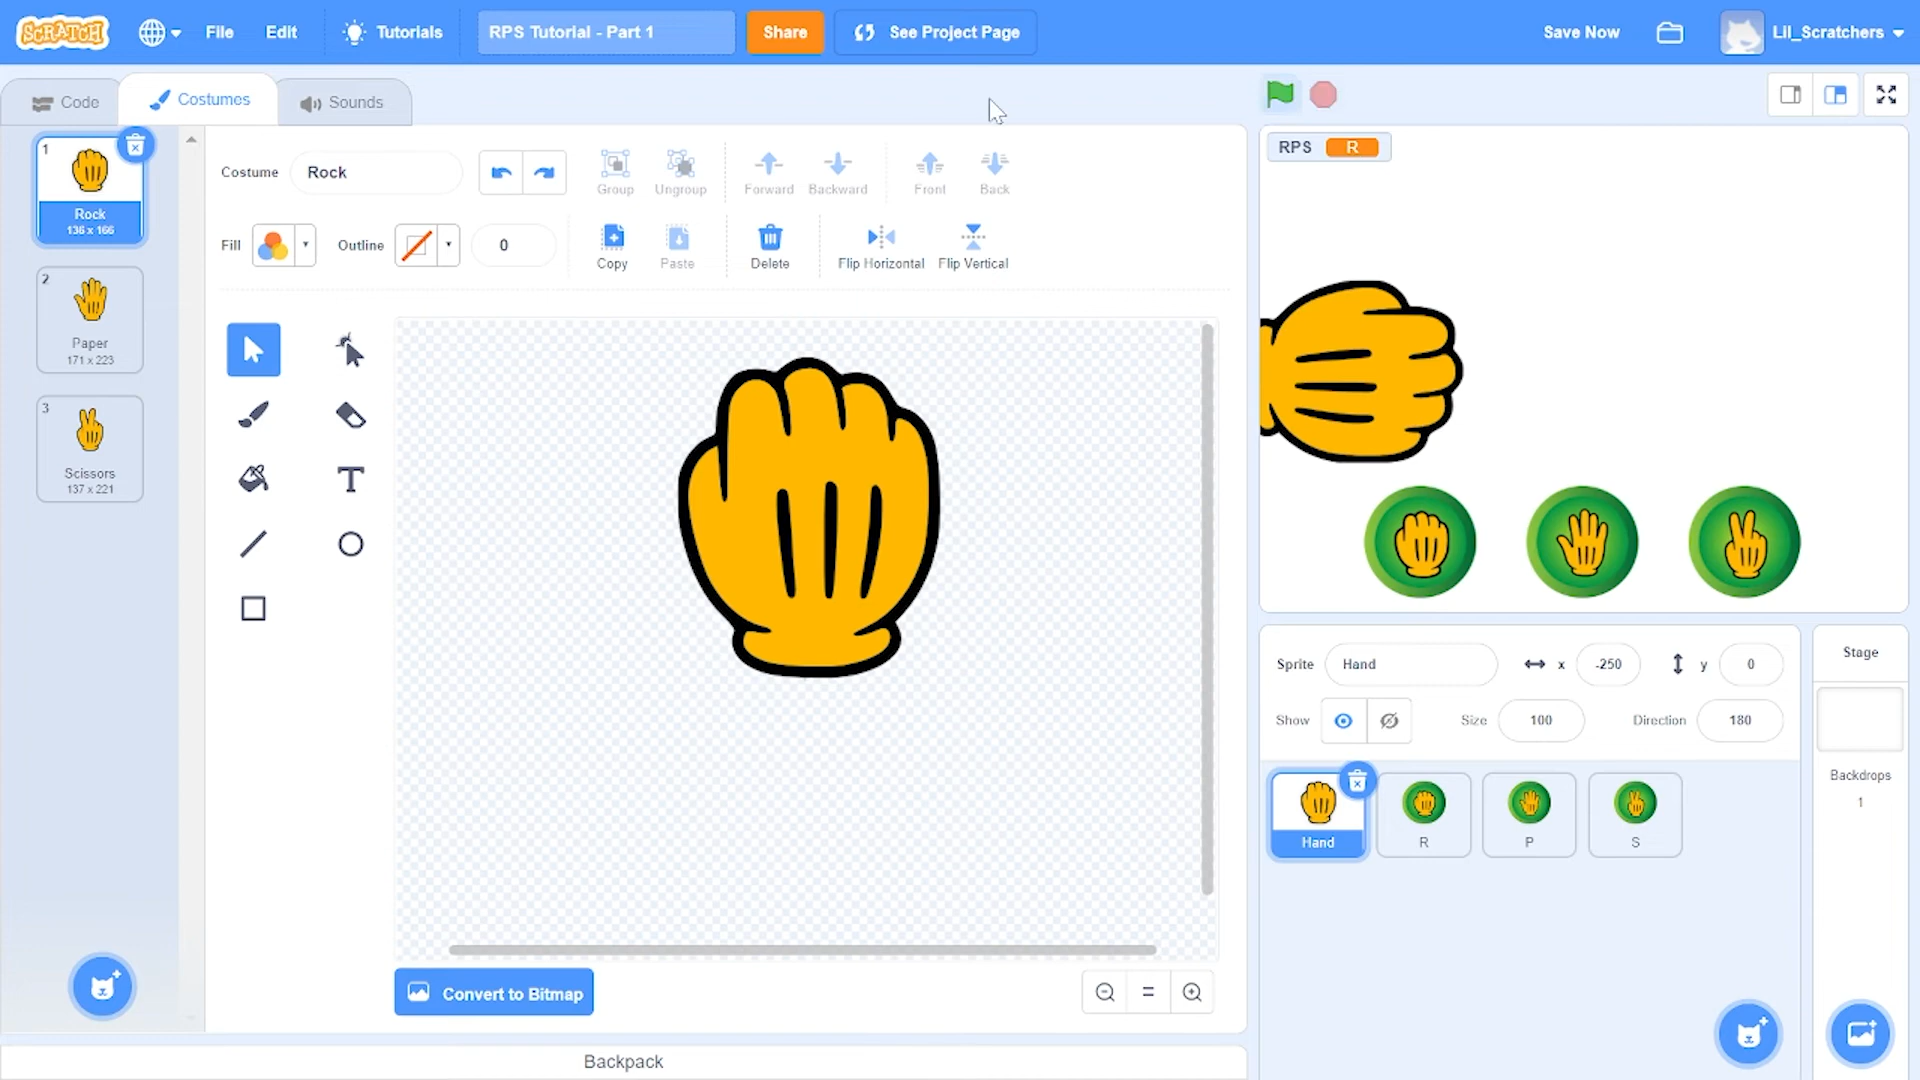 SCRATCH
File
Edit
Tutorials
RPS Tutorial - Part 1
Share
See Project Page
Save Now
Lil_Scratchers
Code
Costumes
Sounds
1
Rock
136 x 166
2
Paper
171 x 223
3
Scissors
137 x 221
Costume
Rock
Group
Ungroup
Forward
Backward
Front
Back
Fill
Outline
0
Copy
Paste
Delete
Flip Horizontal
Flip Vertical
T
Convert to Bitmap
=
Backpack
RPS R
Sprite
Hand
x
-250
y
0
Show
Size
100
Direction
180
Hand
R
P
S
Stage
Backdrops
1